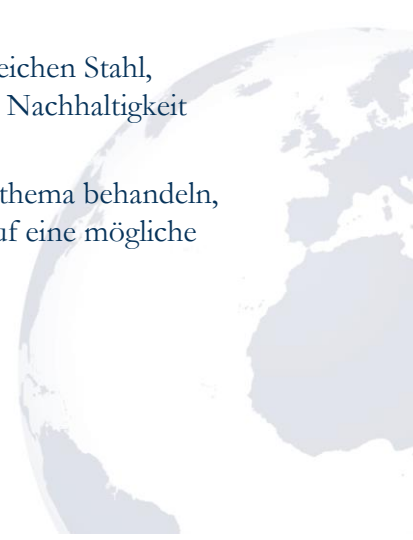 eichen Stahl,
Nachhaltigkeit
thema behandeln,
uf eine mögliche